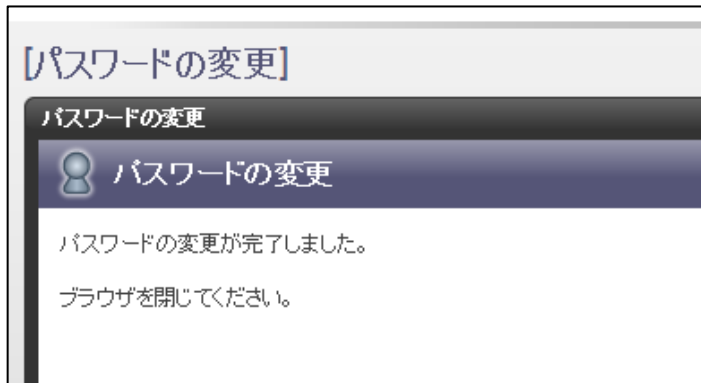 [パスワードの変更]
パスワードの変更
パスワードの変更
パスワードの変更が完了しました。
ブラウザを閉じてください。